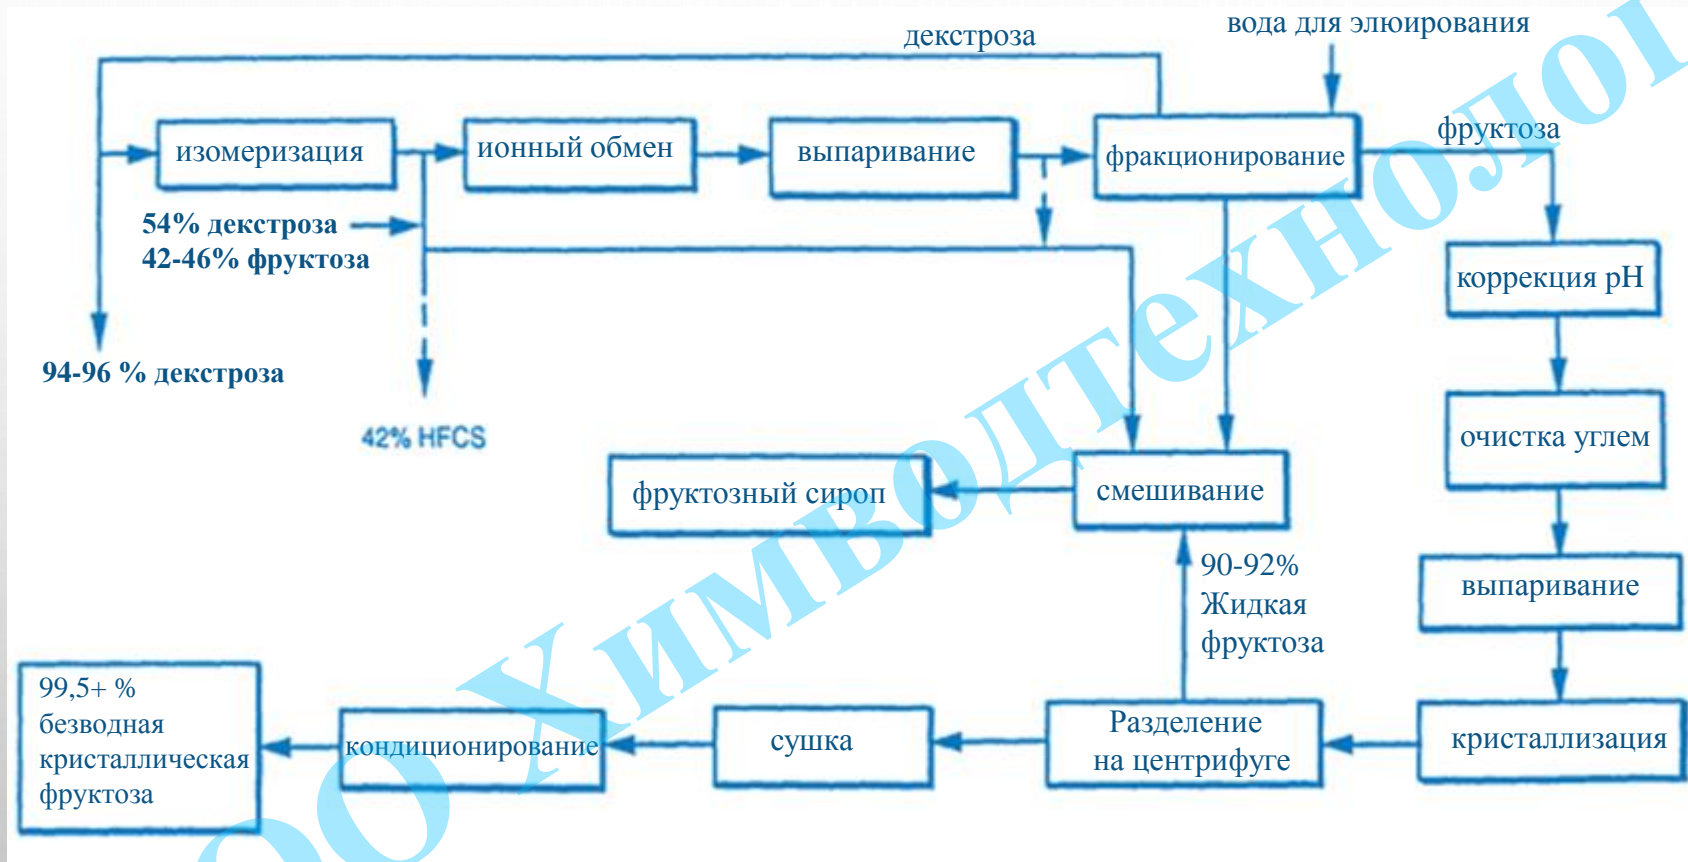 декстроза
вода для элюирования
изомеризация
ионный обмен
выпаривание
фракционирование
фруктоза
54% декстроза
42-46% фруктоза
коррекция pH
94-96 % декстроза
42% HFCS
очистка углем
фруктозный сироп
смешивание
90-92%
Жидкая
фруктоза
выпаривание
99,5+ %
безводная
кристаллическая
фруктоза
кондиционирование
сушка
Разделение
на центрифуге
кристаллизация
ОО Химводтехнолог